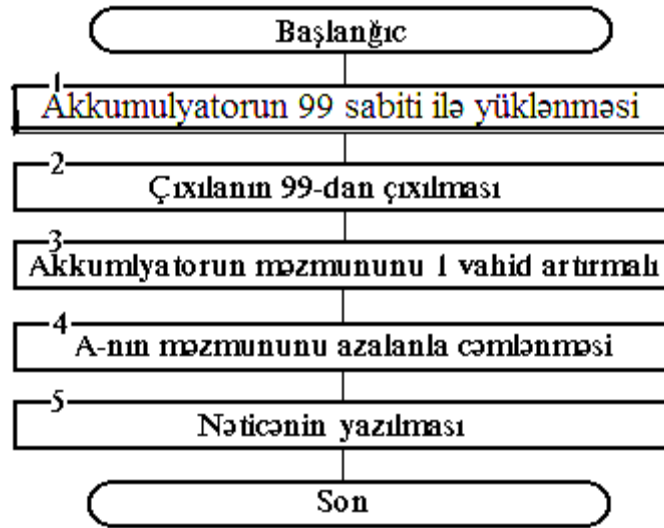 Başlanğıc
1
Akkumulyatorun 99 sabiti ilə yüklənməsi
2
Çıxılanın 99-dan çıxılması
3
Akkumlyatorun məzmununu 1 vahid artırmalı
4
A-nın məzmununu azalanla cəmlənməsi
5
Nəticənin yazılması
Son